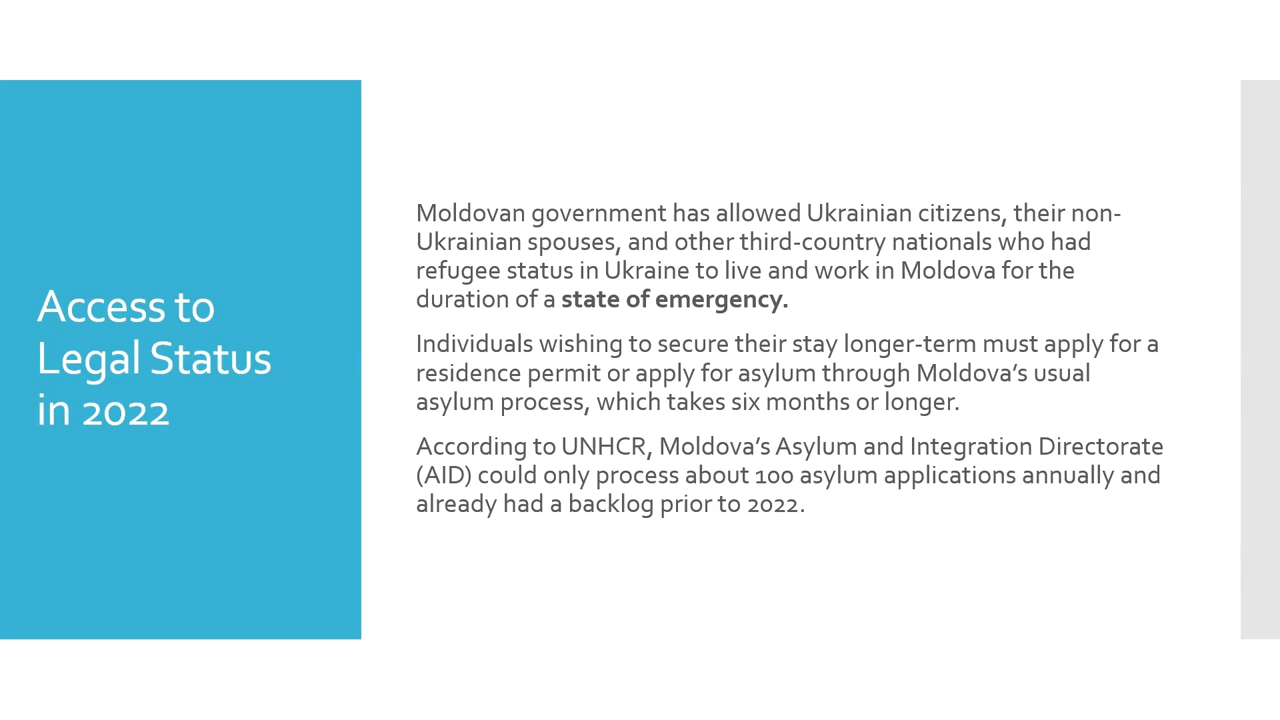 Access to
Legal Status
in 2022
Moldovan government has allowed Ukrainian citizens, their non-
Ukrainian spouses, and other third-country nationals who had
refugee status in Ukraine to live and work in Moldova for the
duration of a state of emergency.
Individuals wishing to secure their stay longer-term must apply for a
residence permit or apply for asylum through Moldova’s usual
asylum process, which takes six months or longer.
According to UNHCR, Moldova’s Asylum and Integration Directorate
(AID) could only process about 100 asylum applications annually and
already had a backlog prior to 2022.